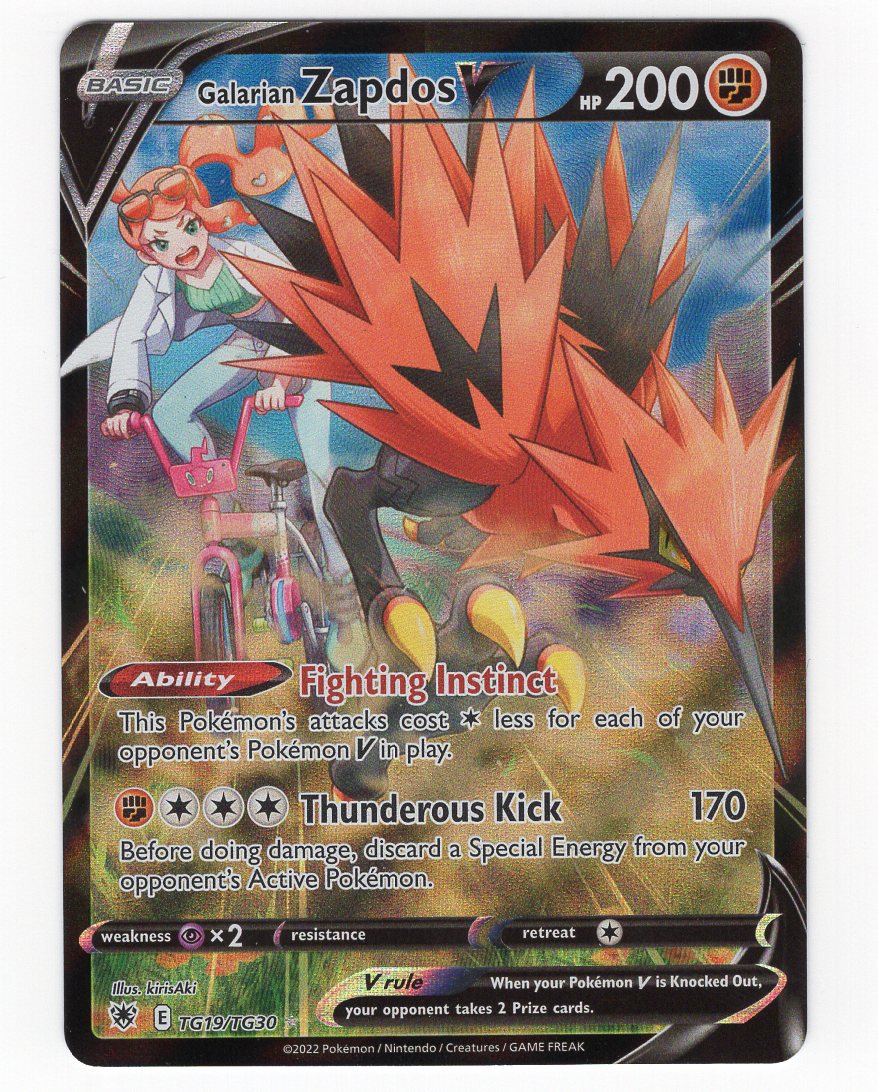 BASIC
Galarian Zapdos V HP 200
Ability Fighting Instinct
This Pokémon's attacks cost less for each of your
opponent's Pokémon V in play.
Thunderous Kick 170
Before doing damage, discard a Special Energy from your
opponent's Active Pokémon.
weakness ×2 resistance retreat
V rule When your Pokémon V is Knocked Out,
your opponent takes 2 Prize cards.
Illus. kirisAki
E TG19/TG30
©2022 Pokémon / Nintendo / Creatures / GAME FREAK